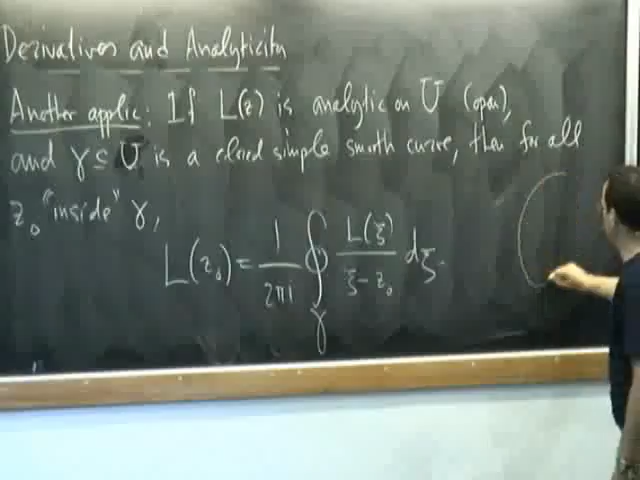 Derivatives and Analyticity
Another applic: If L(z) is analytic on U (open),
and γ ⊆ U is a closed simple smooth curve, then for all
z₀ "inside" γ,
L(z₀) = 1/2πi ∮_γ L(ξ)/ξ - z₀ dξ.